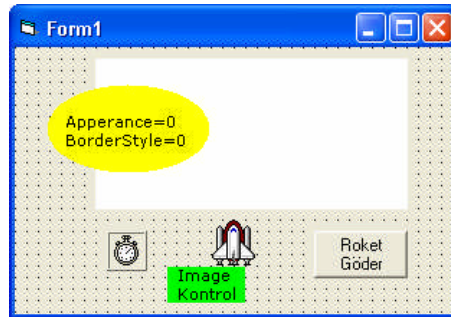 Form1
Apperance=0
BorderStyle=0
Roket
Göder
Image
Kontrol